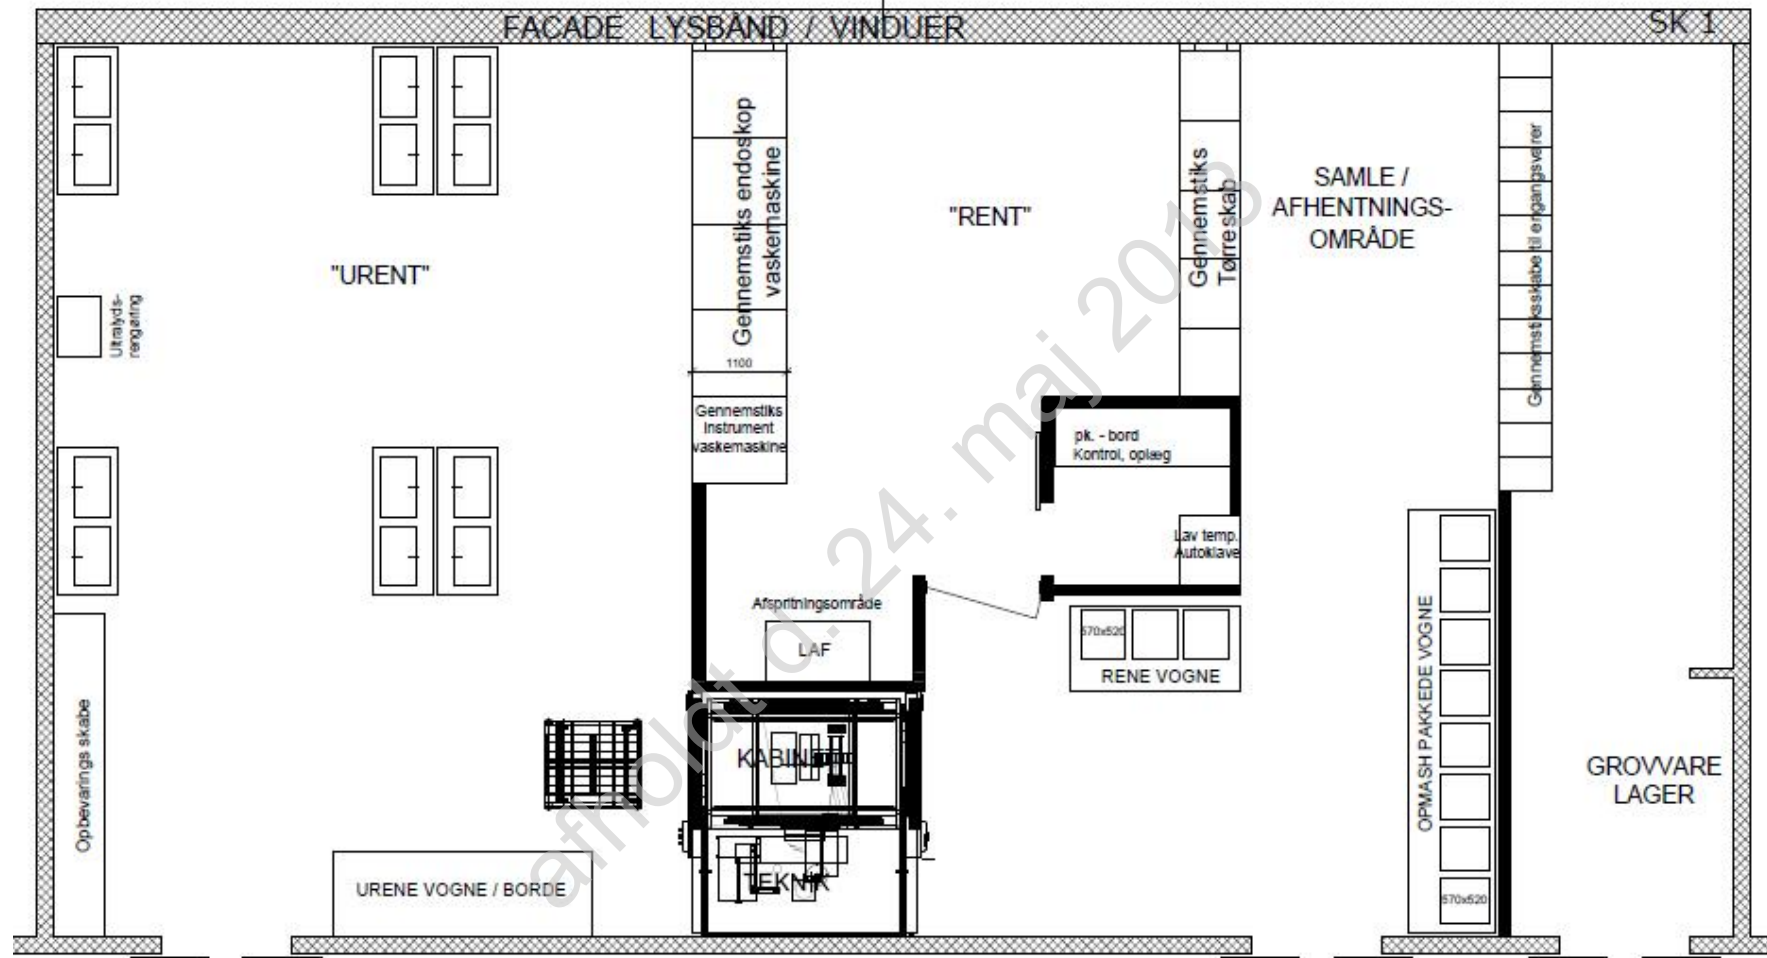 FACADE LYSBÅND / VINDUER
SK 1
"URENT"
Ultralyds-
rengøring
Opbevarings skabe
URENE VOGNE / BORDE
Gennemstiks endoskop
vaskemaskine
1100
Gennemstiks
Instrument
vaskemaskine
"RENT"
Afspritningsområde
LAF
KABINET
TEKNIK
Gennemstiks
Tørreskab
pk. - bord
Kontrol, oplæg
Lav temp.
Autoklave
570x520
RENE VOGNE
SAMLE /
AFHENTNINGS-
OMRÅDE
Gennemstiksskabe til engangsvarer
OPMASH PAKKEDE VOGNE
570x520
GROVVARE
LAGER
afholdt d. 24. maj 2013